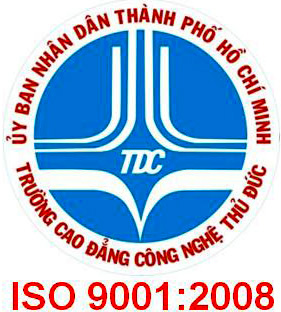 ỦY BAN NHÂN DÂN THÀNH PHỐ HỒ CHÍ MINH
TDC
TRƯỜNG CAO ĐẲNG CÔNG NGHỆ THỦ ĐỨC
ISO 9001:2008